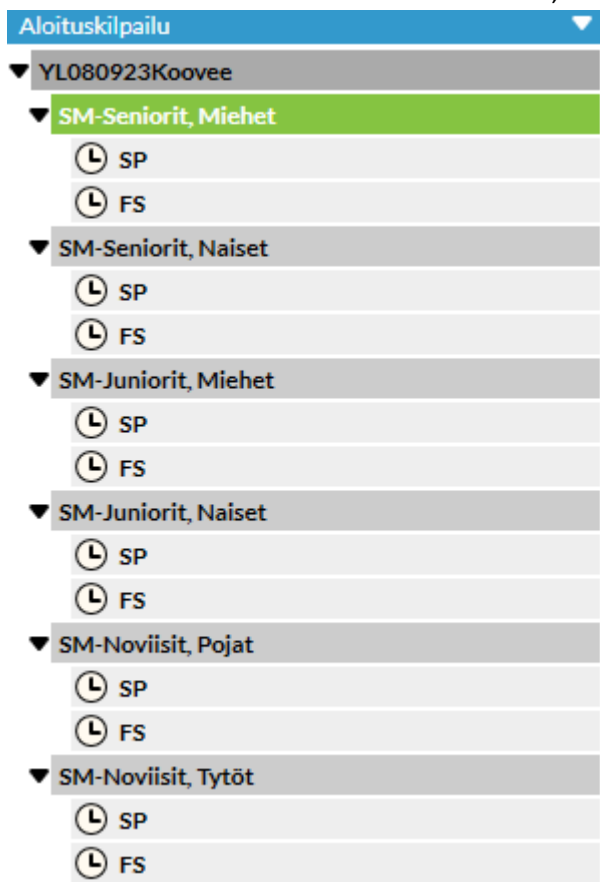 Aloituskilpailu
YL080923Koovee
SM-Seniorit, Miehet
SP
FS
SM-Seniorit, Naiset
SP
FS
SM-Juniorit, Miehet
SP
FS
SM-Juniorit, Naiset
SP
FS
SM-Noviisit, Pojat
SP
FS
SM-Noviisit, Tytöt
SP
FS